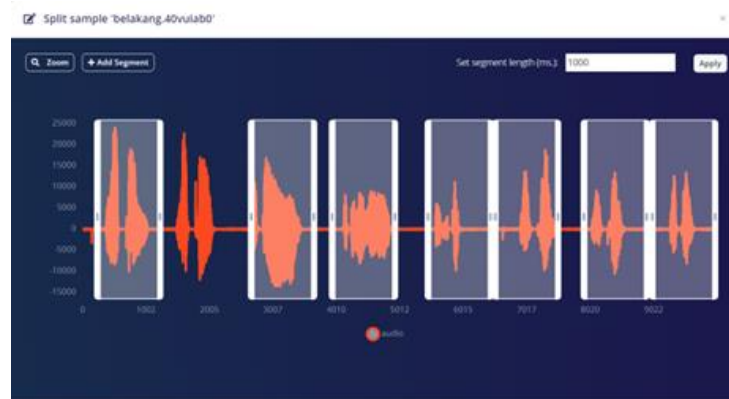 Split sample 'belakang.40vulab0'
×
Zoom + Add Segment Set segment length (ms.): 1000 Apply
25000
20000
15000
10000
5000
0
-5000
-10000
-15000
0 1002 2005 3007 4010 5012 6015 7017 8020 9022
audio